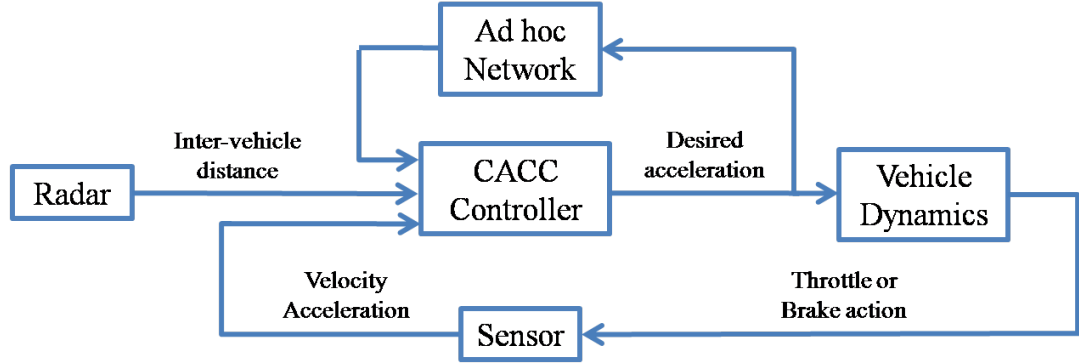 Ad hoc
Network
Inter-vehicle
distance
Desired
acceleration
Radar
CACC
Controller
Vehicle
Dynamics
Velocity
Acceleration
Throttle or
Brake action
Sensor